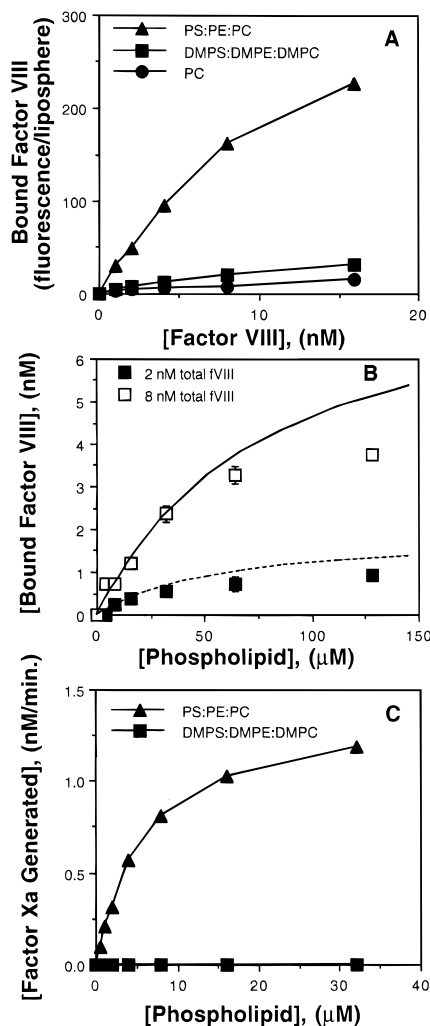 A
PS:PE:PC
DMPS:DMPE:DMPC
PC
Bound Factor VIII
(fluorescence/liposphere)
300
200
100
0
0 10 20
[Factor VIII], (nM)
B
2 nM total fVIII
8 nM total fVIII
[Bound Factor VIII], (nM)
6
5
4
3
2
1
0
0 50 100 150
[Phospholipid], (μM)
C
PS:PE:PC
DMPS:DMPE:DMPC
[Factor Xa Generated], (nM/min.)
1.5
1.0
0.5
0.0
0 10 20 30 40
[Phospholipid], (μM)